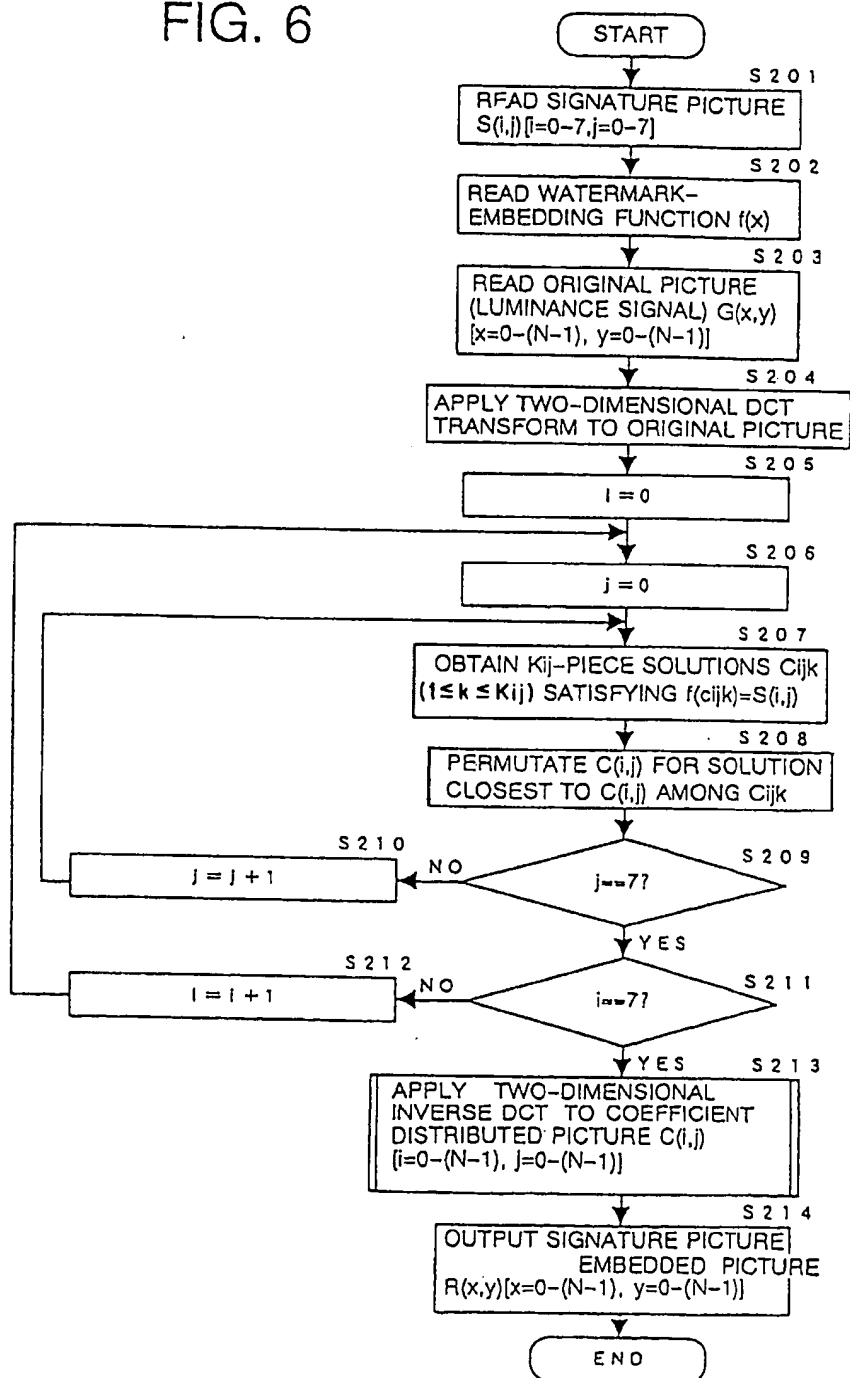 FIG. 6
START
S201
RFAD SIGNATURE PICTURE
S(i,j)[i=0-7,j=0-7]
S202
READ WATERMARK-
EMBEDDING FUNCTION f(x)
S203
READ ORIGINAL PICTURE
(LUMINANCE SIGNAL) G(x,y)
[x=0-(N-1), y=0-(N-1)]
S204
APPLY TWO-DIMENSIONAL DCT
TRANSFORM TO ORIGINAL PICTURE
S205
i=0
S206
j=0
S207
OBTAIN Kij-PIECE SOLUTIONS Cijk
(1≤k≤Kij) SATISFYING f(cijk)=S(i,j)
S208
PERMUTATE C(i,j) FOR SOLUTION
CLOSEST TO C(i,j) AMONG Cijk
S210
j=j+1
NO
S209
j==7?
YES
S212
i=i+1
NO
S211
i==7?
YES
S213
APPLY TWO-DIMENSIONAL
INVERSE DCT TO COEFFICIENT
DISTRIBUTED PICTURE C(i,j)
[i=0-(N-1), j=0-(N-1)]
S214
OUTPUT SIGNATURE PICTURE
EMBEDDED PICTURE
R(x,y)[x=0-(N-1), y=0-(N-1)]
END